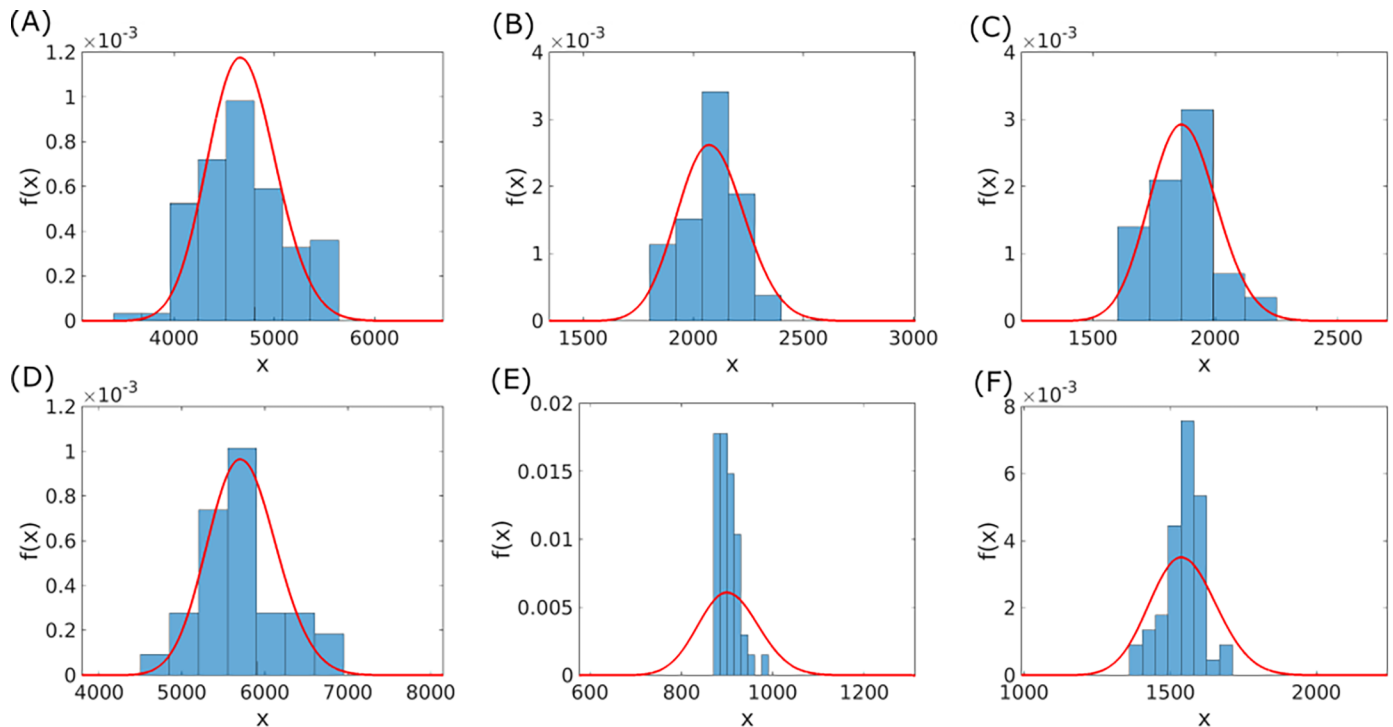 (A)
×10⁻³
1.2
1
0.8
0.6
0.4
0.2
0
f(x)
4000 5000 6000
x
(B)
×10⁻³
4
3
2
1
0
f(x)
1500 2000 2500 3000
x
(C)
×10⁻³
4
3
2
1
0
f(x)
1500 2000 2500
x
(D)
×10⁻³
1.2
1
0.8
0.6
0.4
0.2
0
f(x)
4000 5000 6000 7000 8000
x
(E)
0.02
0.015
0.01
0.005
0
f(x)
600 800 1000 1200
x
(F)
×10⁻³
8
6
4
2
0
f(x)
1000 1500 2000
x